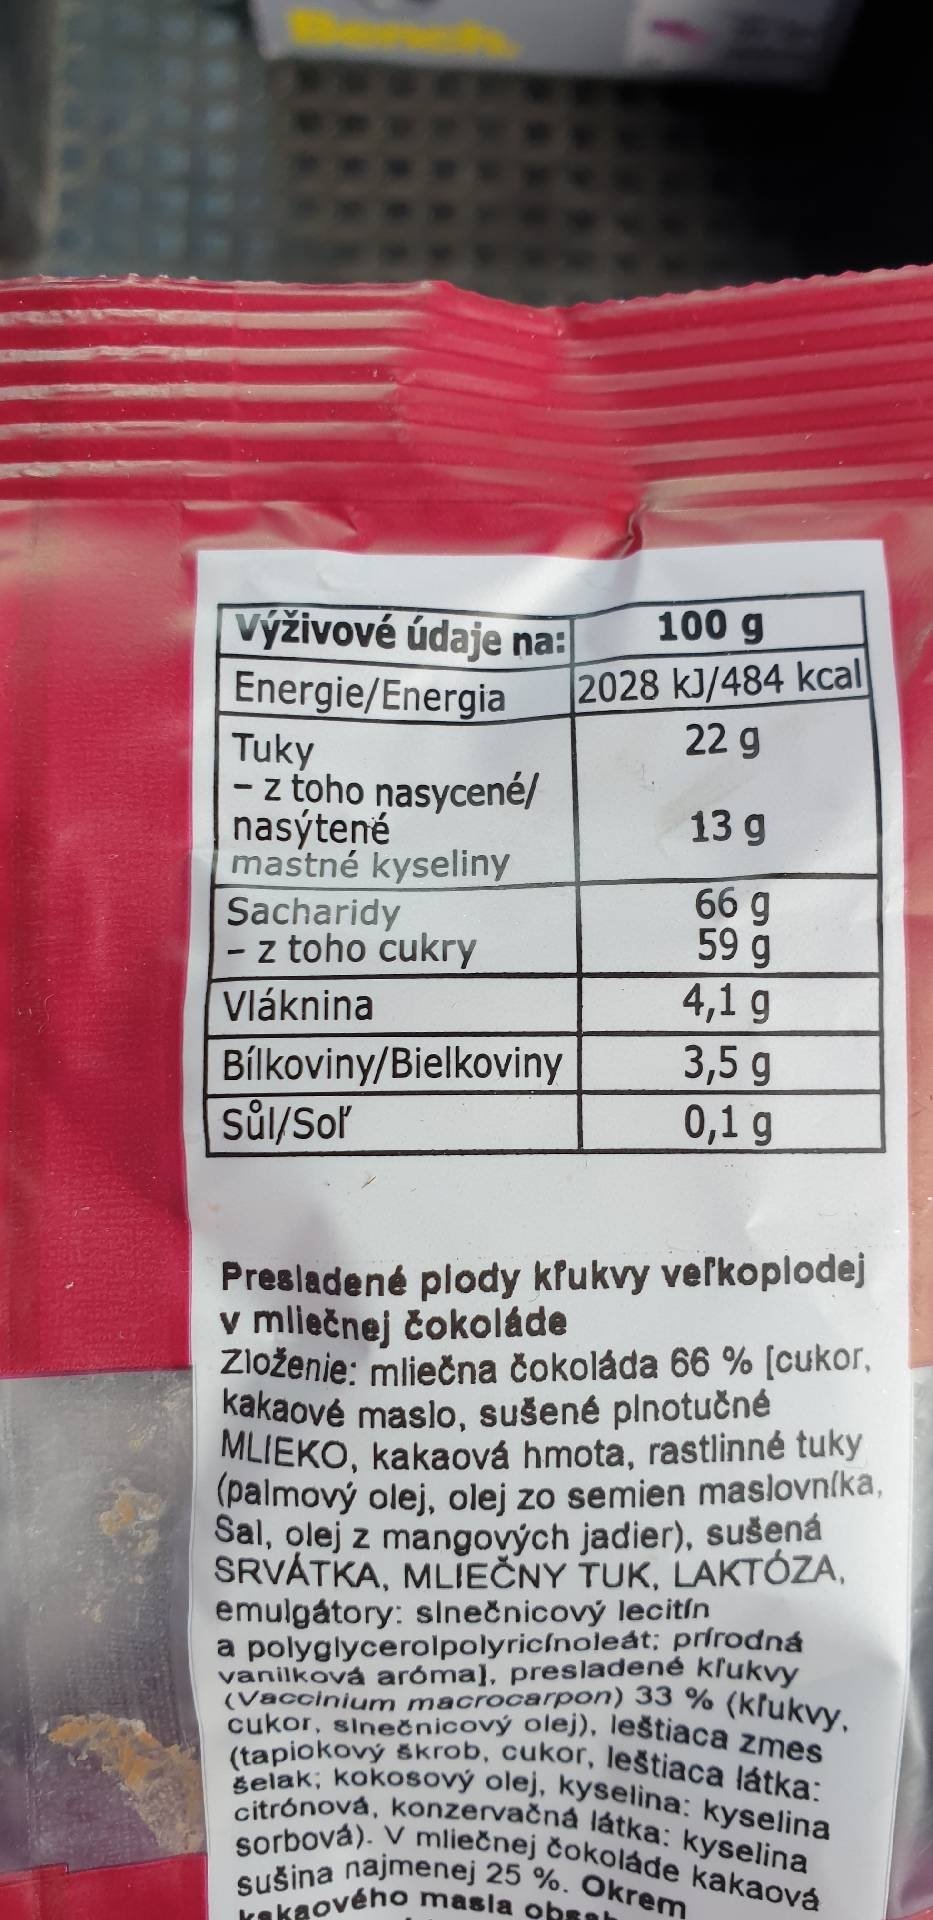 Bench.
Výživové údaje na: 100 g
Energie/Energia 2028 kJ/484 kcal
Tuky 22 g
- z toho nasycené/
nasýtené 13 g
mastné kyseliny
Sacharidy 66 g
- z toho cukry 59 g
Vláknina 4,1 g
Bílkoviny/Bielkoviny 3,5 g
Sůl/Soľ 0,1 g
Presladené plody kľukvy veľkoplodej
v mliečnej čokoláde
Zloženie: mliečna čokoláda 66 % [cukor,
kakaové maslo, sušené plnotučné
MLIEKO, kakaová hmota, rastlinné tuky
(palmový olej, olej zo semien maslovníka,
Sal, olej z mangových jadier), sušená
SRVÁTKA, MLIEČNY TUK, LAKTÓZA,
emulgátory: slnečnicový lecitín
a polyglycerolpolyricínoleát; prírodná
vanilková aróma], presladené kľukvy
(Vaccinium macrocarpon) 33 % (kľukvy,
cukor, slnečnicový olej), leštiaca zmes
(tapiokový škrob, cukor, leštiaca látka:
šelak; kokosový olej, kyselina: kyselina
citrónová, konzervačná látka: kyselina
sorbová). V mliečnej čokoláde kakaová
sušina najmenej 25 %. Okrem
kakaového masla